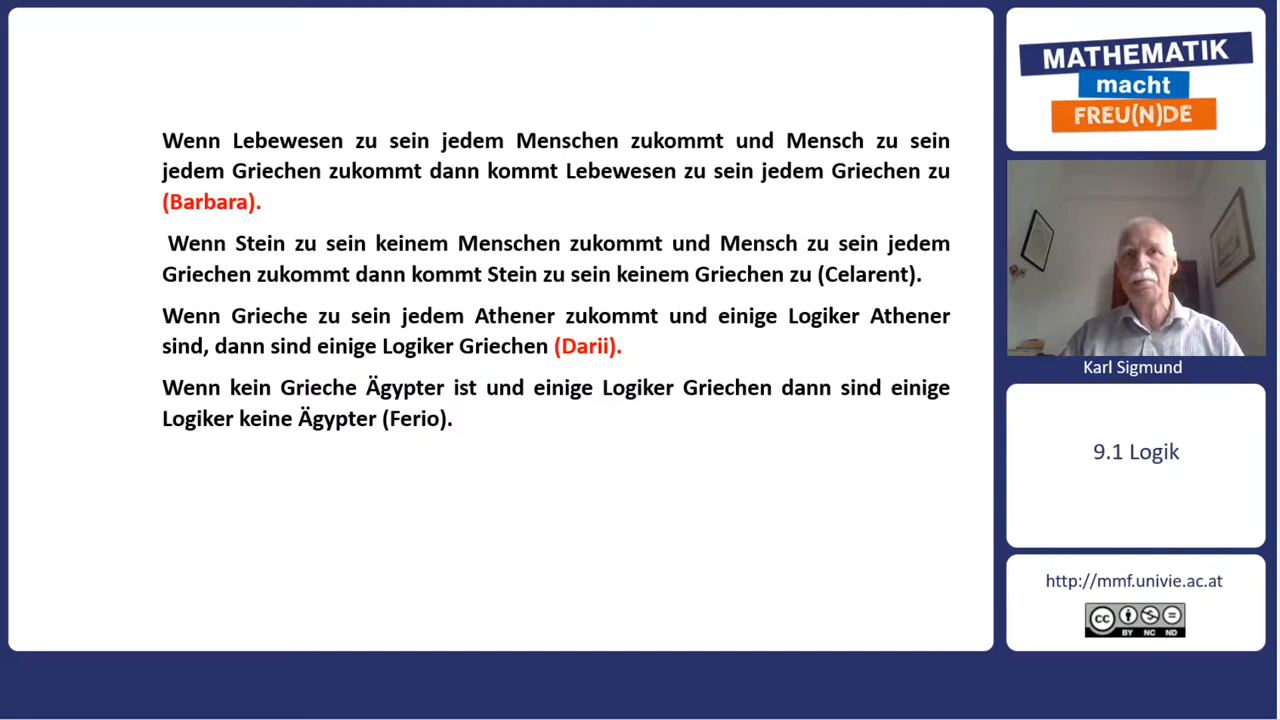 Wenn Lebewesen zu sein jedem Menschen zukommt und Mensch zu sein
jedem Griechen zukommt dann kommt Lebewesen zu sein jedem Griechen zu
(Barbara).
Wenn Stein zu sein keinem Menschen zukommt und Mensch zu sein jedem
Griechen zukommt dann kommt Stein zu sein keinem Griechen zu (Celarent).
Wenn Grieche zu sein jedem Athener zukommt und einige Logiker Athener
sind, dann sind einige Logiker Griechen (Darii).
Wenn kein Grieche Ägypter ist und einige Logiker Griechen dann sind einige
Logiker keine Ägypter (Ferio).
MATHEMATIK
macht
FREU(N)DE
Karl Sigmund
9.1 Logik
http://mmf.univie.ac.at
CC
BY NC ND